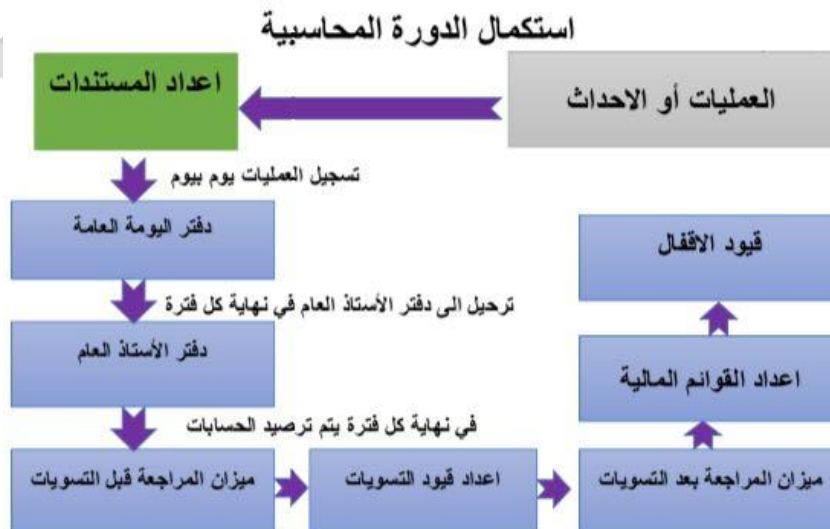 استكمال الدورة المحاسبية
العمليات أو الاحداث
اعداد المستندات
تسجيل العمليات يوم بيوم
دفتر اليومة العامة
ترحيل الى دفتر الأستاذ العام في نهاية كل فترة
دفتر الأستاذ العام
في نهاية كل فترة يتم ترصيد الحسابات
ميزان المراجعة قبل التسويات
اعداد قيود التسويات
ميزان المراجعة بعد التسويات
اعداد القوائم المالية
قيود الاقفال